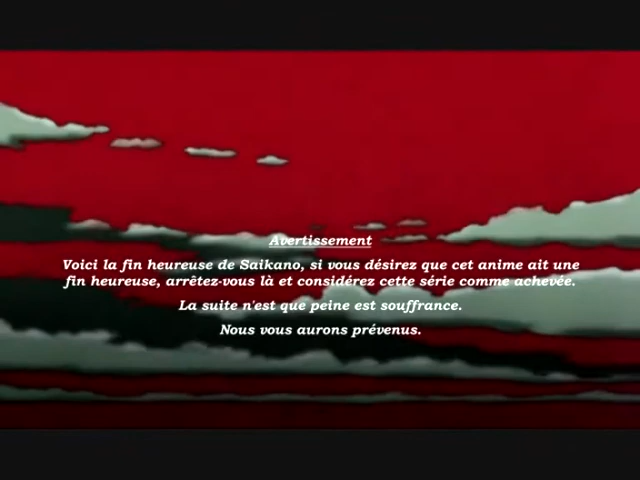 Avertissement
Voici la fin heureuse de Saikano, si vous désirez que cet anime ait une
fin heureuse, arrêtez-vous là et considérez cette série comme achevée.
La suite n'est que peine est souffrance.
Nous vous aurons prévenus.